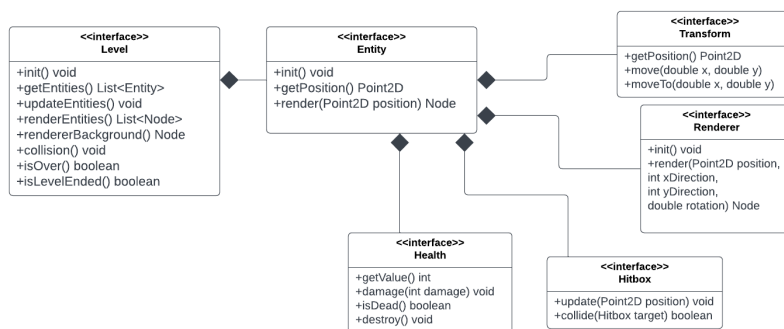 <<interface>>
Level
+init() void
+getEntities() List<Entity>
+updateEntities() void
+renderEntities() List<Node>
+rendererBackground() Node
+collision() void
+isOver() boolean
+isLevelEnded() boolean
<<interface>>
Entity
+init() void
+getPosition() Point2D
+render(Point2D position) Node
<<interface>>
Transform
+getPosition() Point2D
+move(double x, double y)
+moveTo(double x, double y)
<<interface>>
Renderer
+init() void
+render(Point2D position,
int xDirection,
int yDirection,
double rotation) Node
<<interface>>
Health
+getValue() int
+damage(int damage) void
+isDead() boolean
+destroy() void
<<interface>>
Hitbox
+update(Point2D position) void
+collide(Hitbox target) boolean